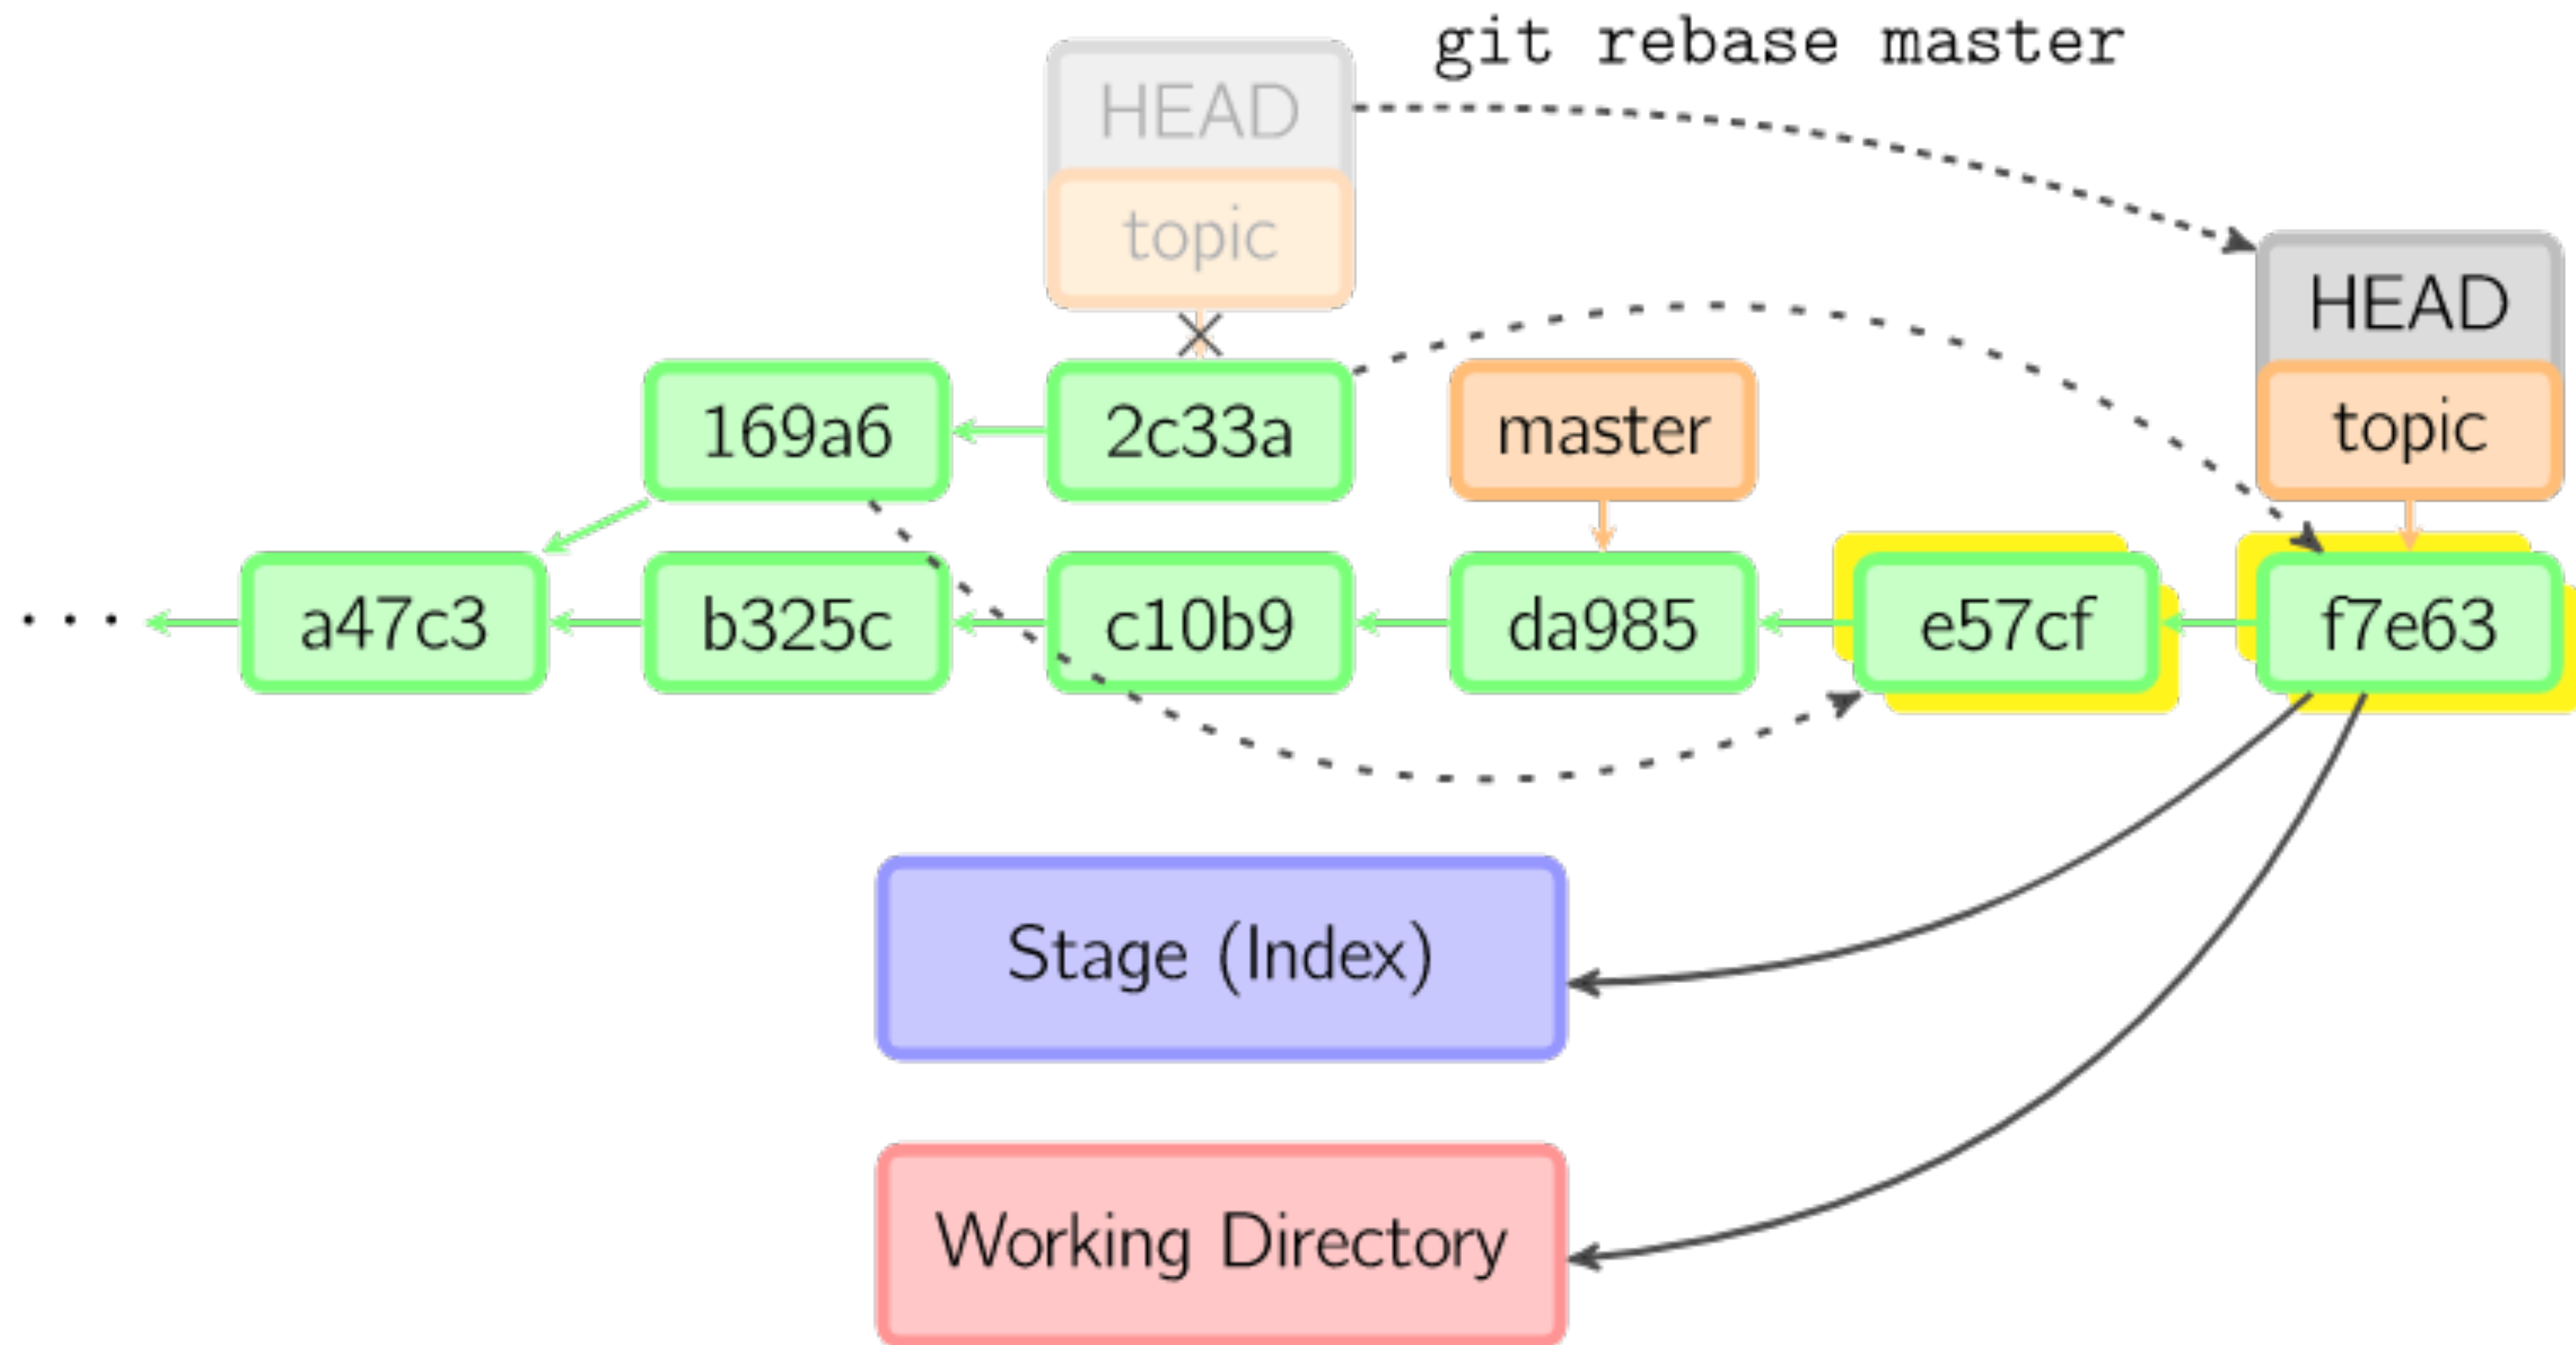 git rebase master
HEAD
topic
HEAD
topic
169a6
2c33a
master
...
a47c3
b325c
c10b9
da985
e57cf
f7e63
Stage (Index)
Working Directory